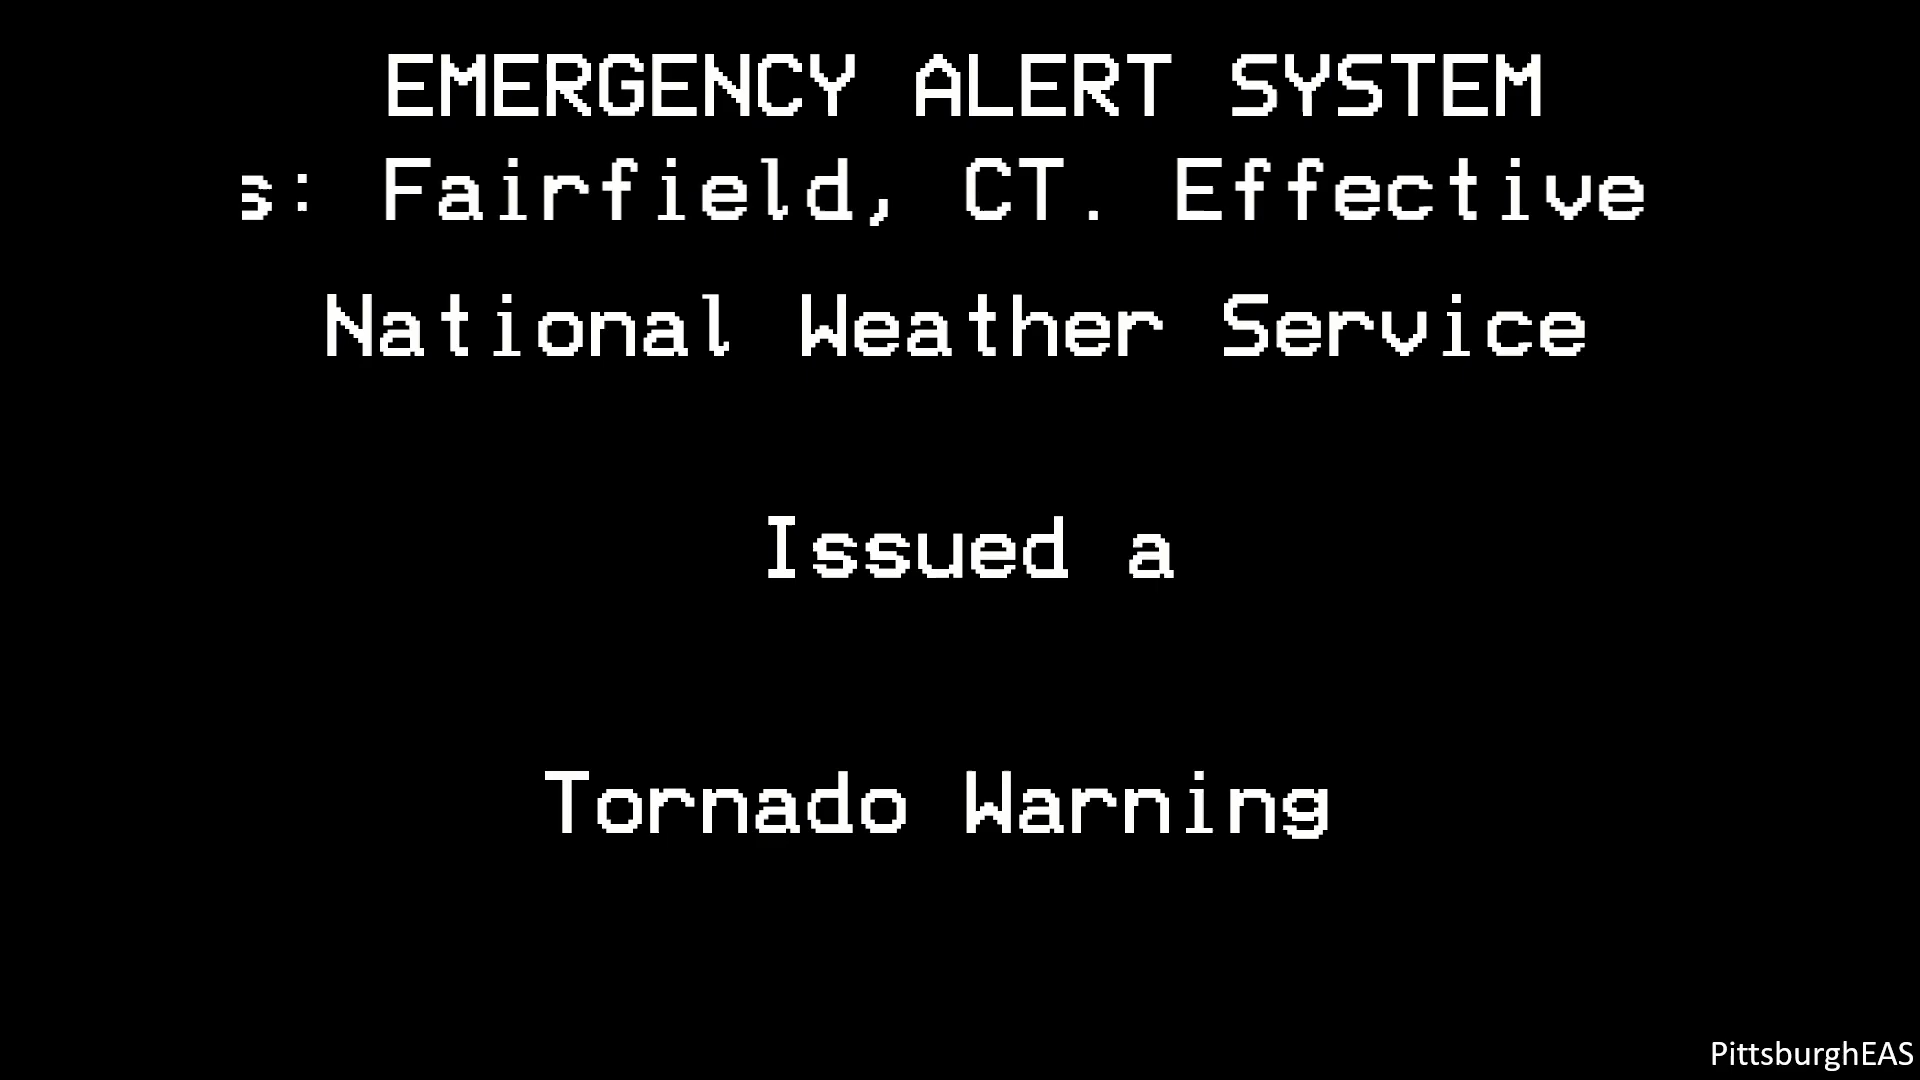 EMERGENCY ALERT SYSTEM
s: Fairfield, CT. Effective
National Weather Service
Issued a
Tornado Warning
PittsburghEAS